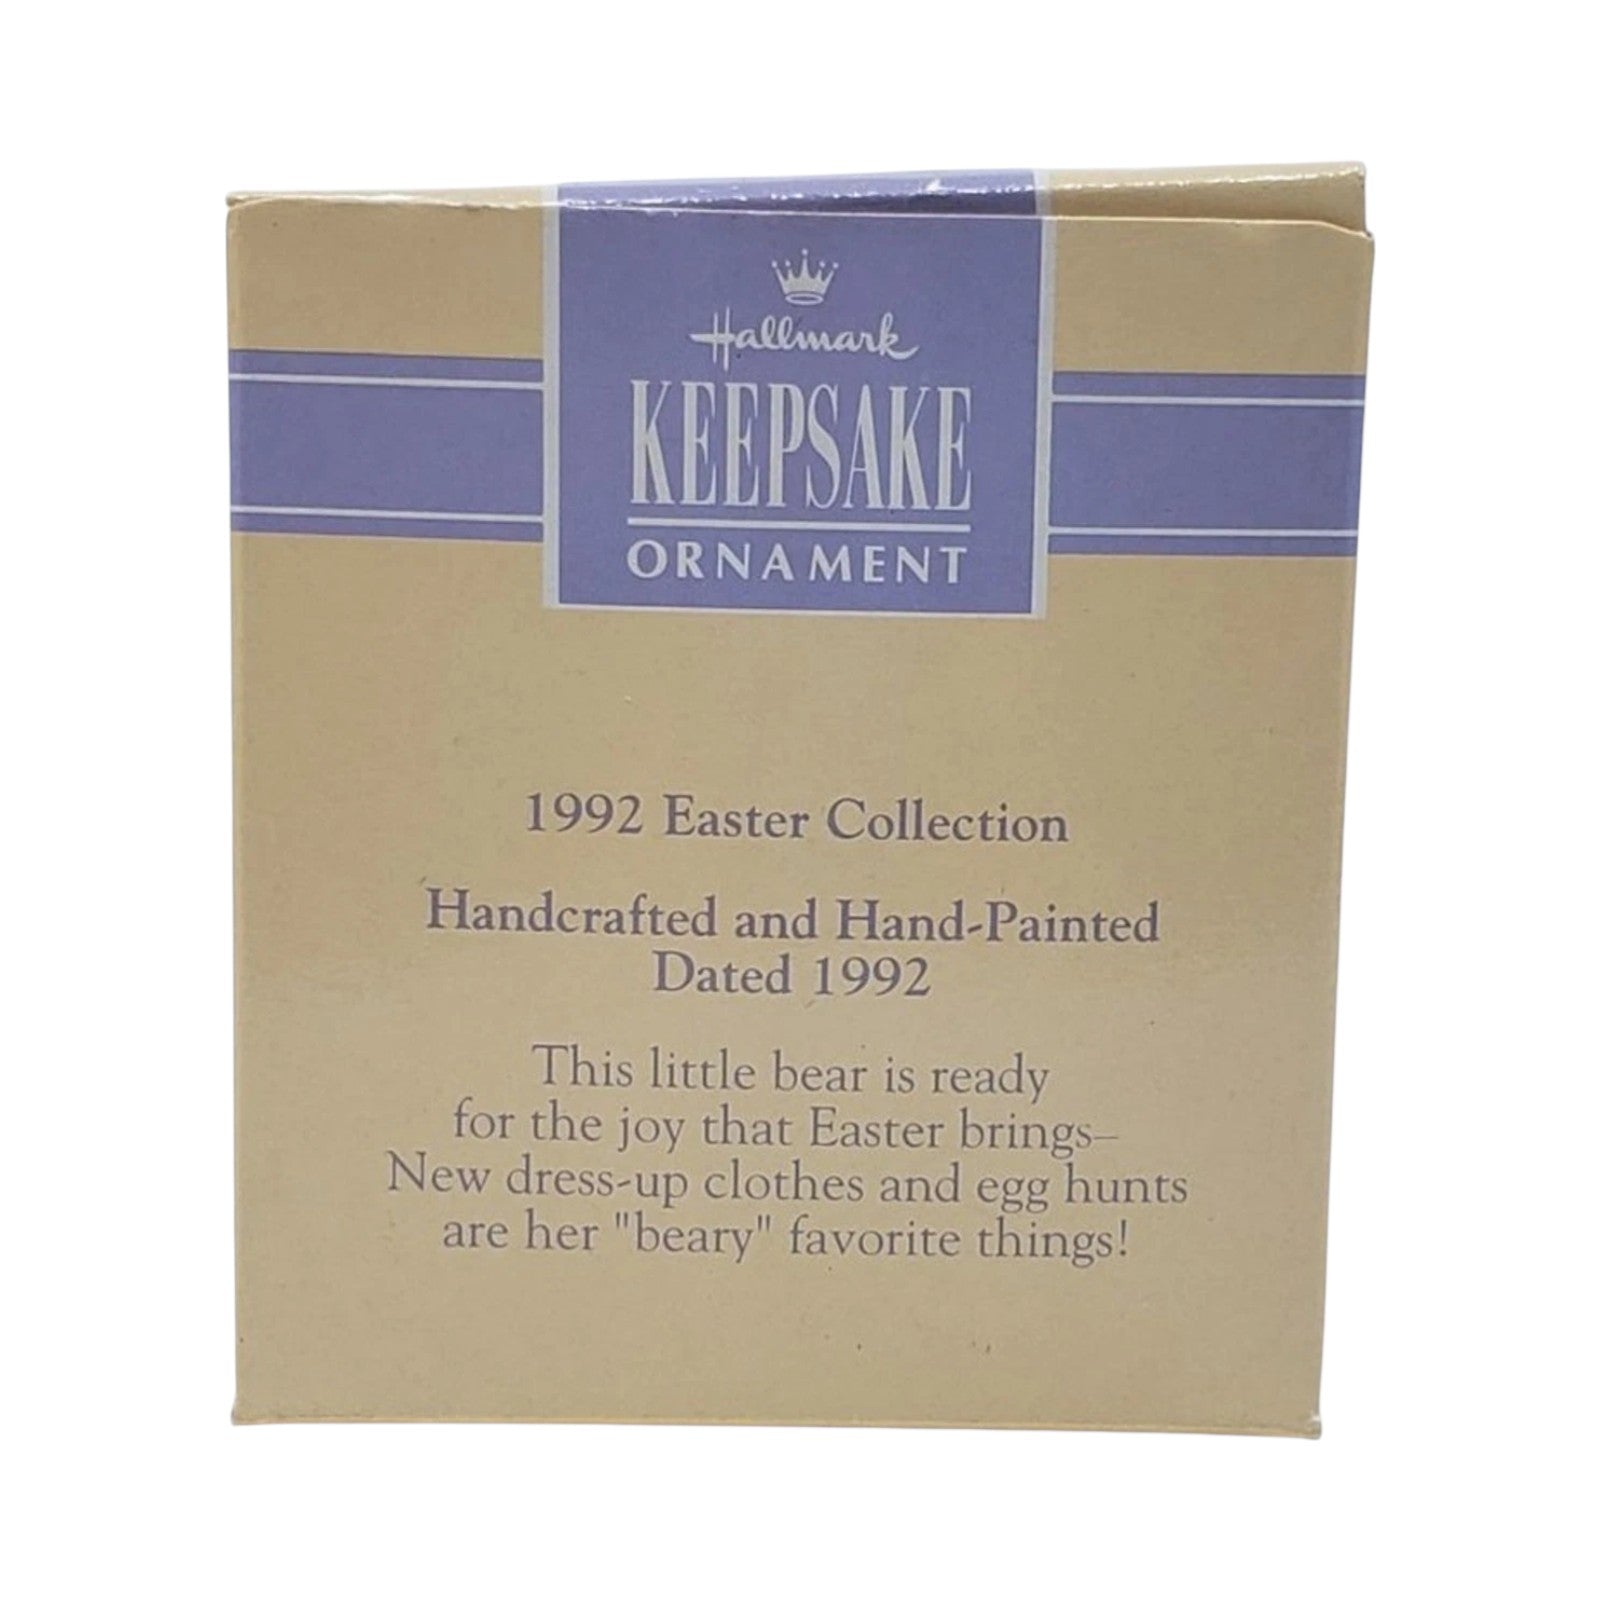 Hallmark
KEEPSAKE
ORNAMENT
1992 Easter Collection
Handcrafted and Hand-Painted
Dated 1992
This little bear is ready
for the joy that Easter brings–
New dress-up clothes and egg hunts
are her "beary" favorite things!